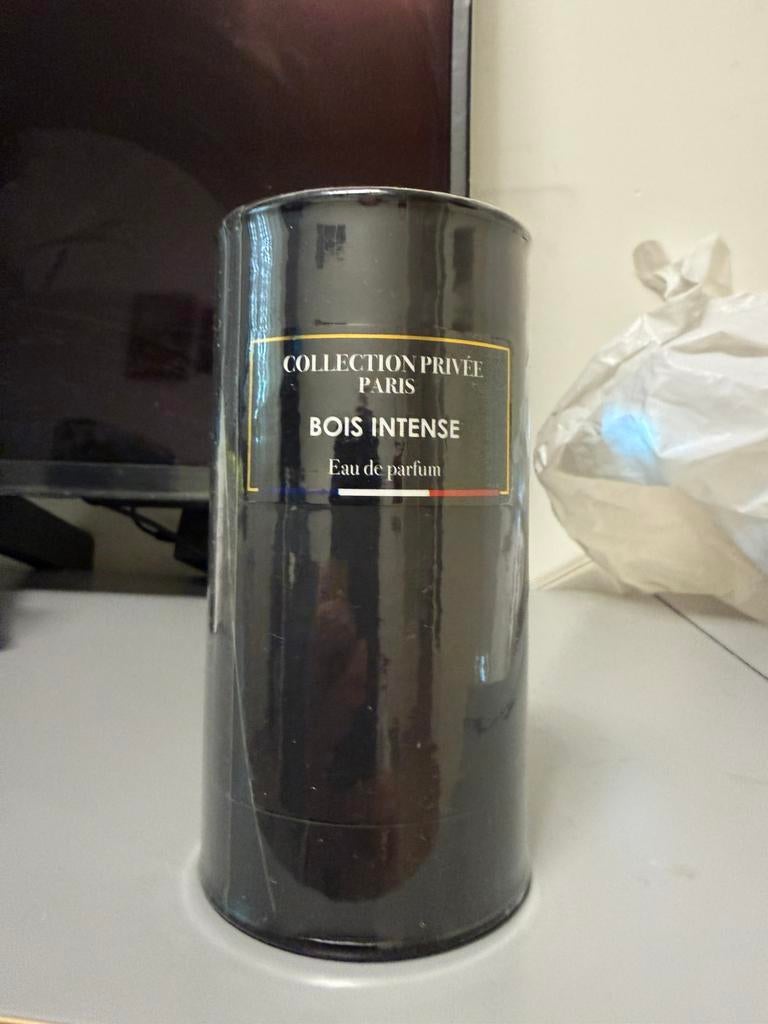 COLLECTION PRIVÉE
PARIS
BOIS INTENSE
Eau de parfum